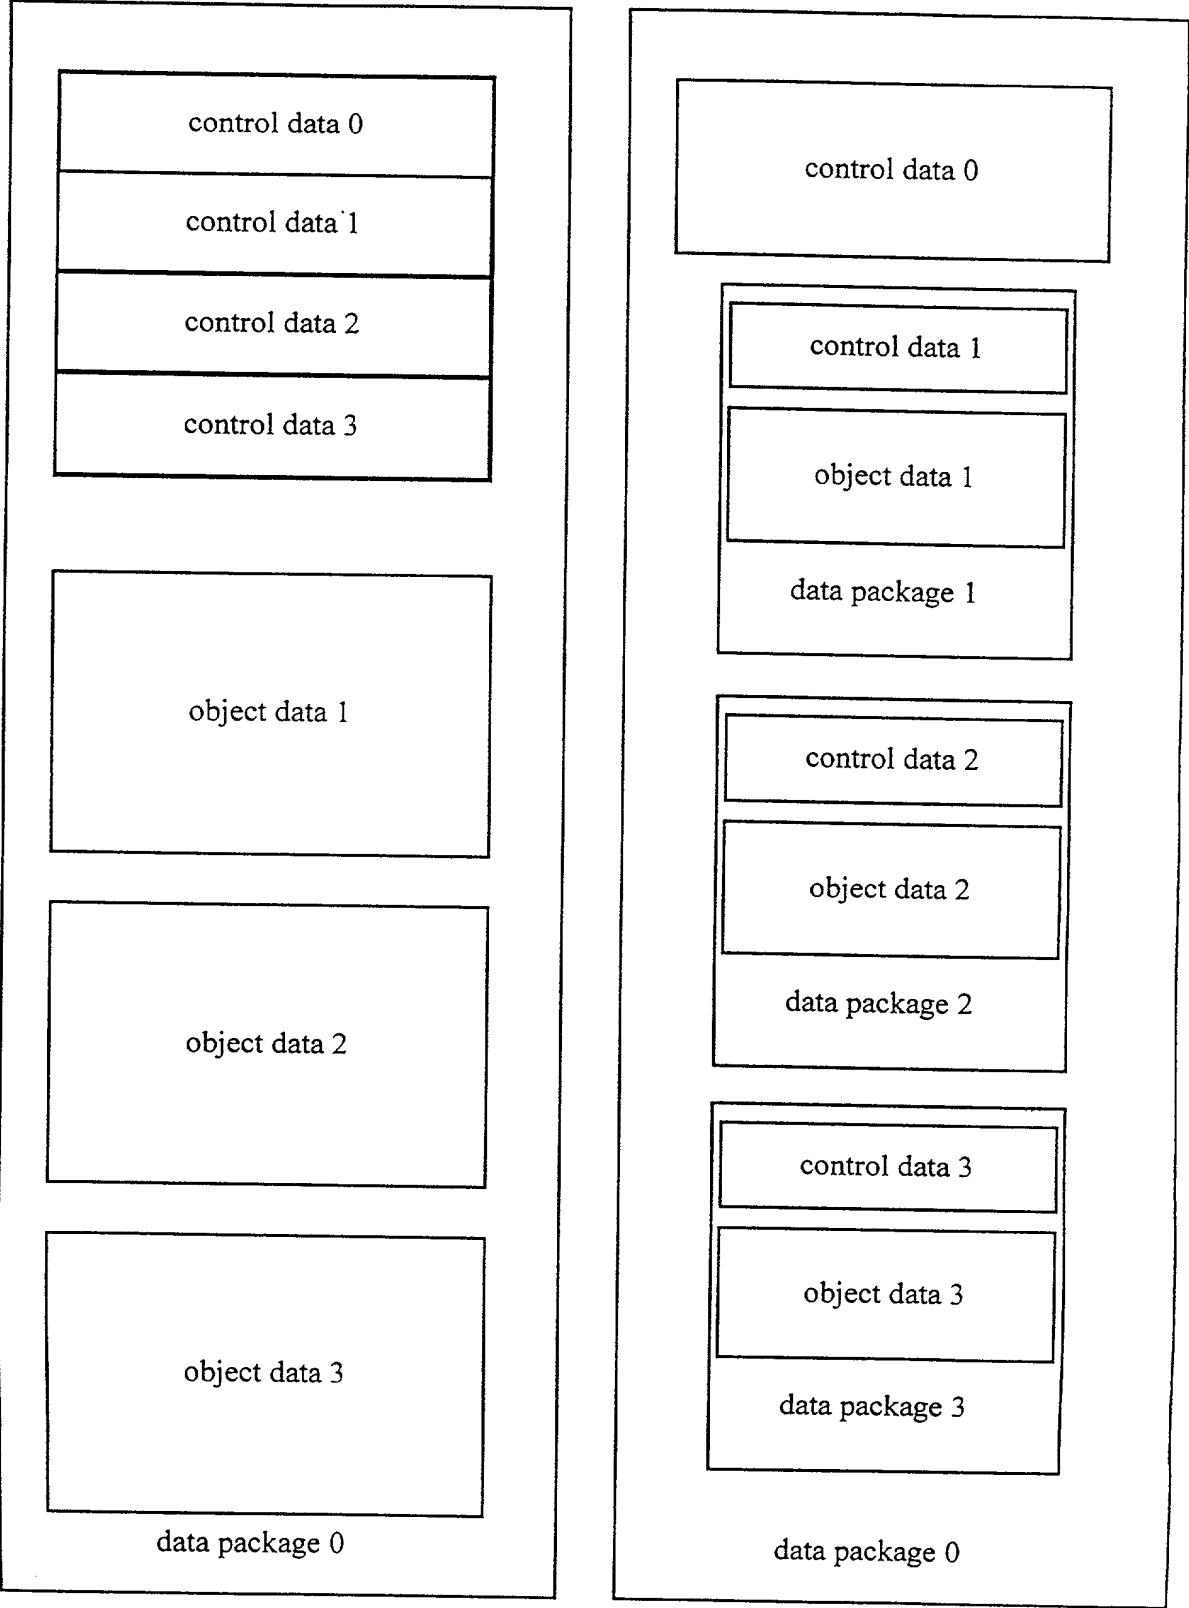 control data 0
control data 1
control data 2
control data 3
object data 1
object data 2
object data 3
data package 0
control data 0
control data 1
object data 1
data package 1
control data 2
object data 2
data package 2
control data 3
object data 3
data package 3
data package 0